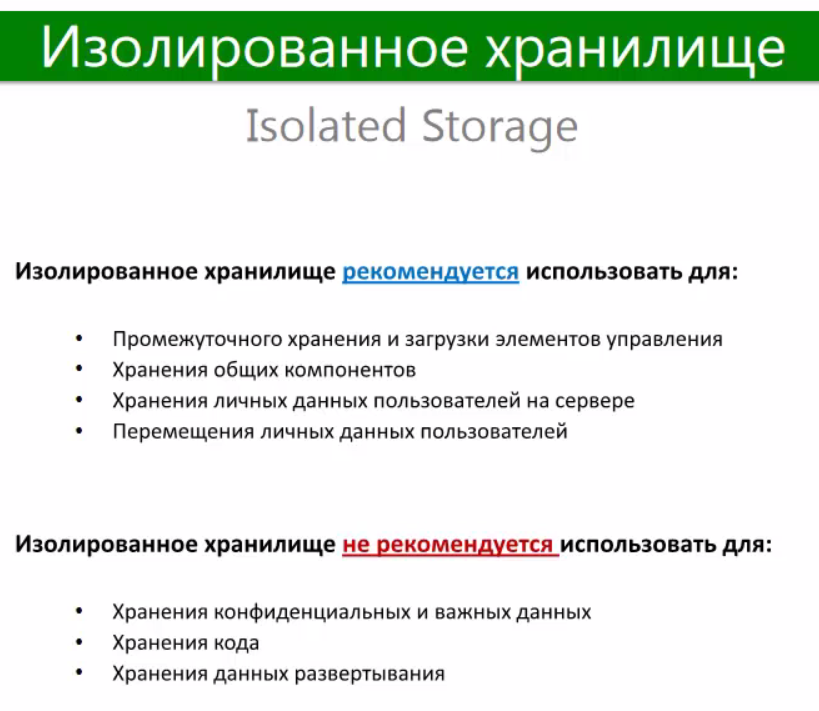 Изолированное хранилище
Isolated Storage
Изолированное хранилище рекомендуется использовать для:
• Промежуточного хранения и загрузки элементов управления
• Хранения общих компонентов
• Хранения личных данных пользователей на сервере
• Перемещения личных данных пользователей
Изолированное хранилище не рекомендуется использовать для:
• Хранения конфиденциальных и важных данных
• Хранения кода
• Хранения данных развертывания